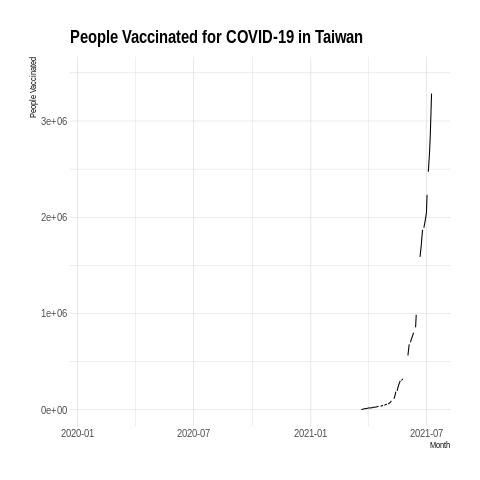 People Vaccinated for COVID-19 in Taiwan
People Vaccinated
3e+06
2e+06
1e+06
0e+00
2020-01 2020-07 2021-01 2021-07
Month